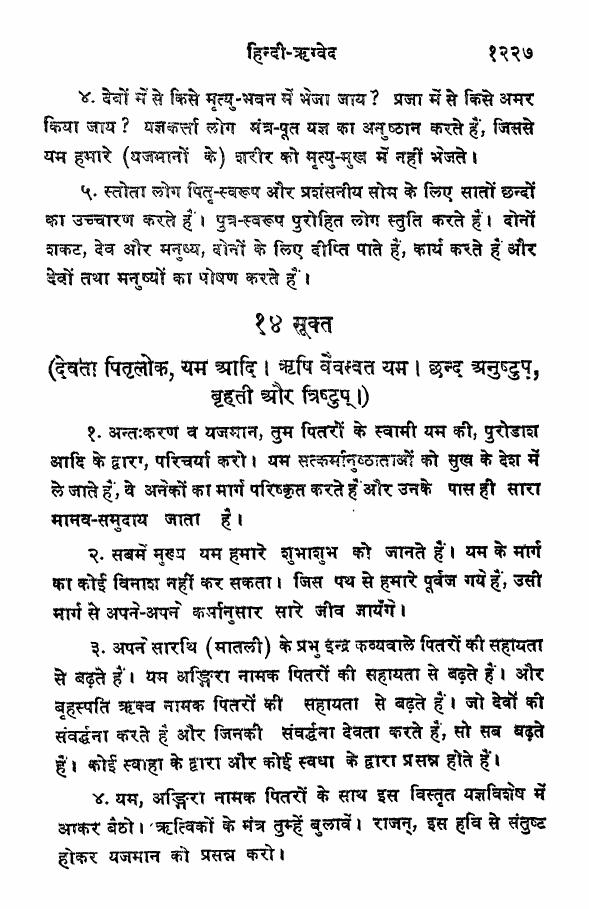 हिन्दी-ऋग्वेद १२२७
४. देवों में से किसे मृत्यु-भवन में भेजा जाय? प्रजा में से किसे अमर
किया जाय? यज्ञकर्त्ता लोग मंत्र-पूत यज्ञ का अनुष्ठान करते हैं, जिससे
यम हमारे (यजमानों के) शरीर को मृत्यु-मुख में नहीं भेजते।
५. स्तोता लोग पितृ-स्वरूप और प्रशंसनीय सोम के लिए सातों छन्दों
का उच्चारण करते हैं। पुत्र-स्वरूप पुरोहित लोग स्तुति करते हैं। दोनों
शकट, देव और मनुष्य, दोनों के लिए दीप्ति पाते हैं, कार्य करते हैं और
देवों तथा मनुष्यों का पोषण करते हैं।
१४ सूक्त
(देवता पितृलोक, यम आदि। ऋषि वैवस्वत यम। छन्द अनुष्टुप्,
बृहती और त्रिष्टुप्।)
१. अन्तःकरण व यजमान, तुम पितरों के स्वामी यम की, पुरोडाश
आदि के द्वारा, परिचर्या करो। यम सत्कर्मानुष्ठाताओं को सुख के देश में
ले जाते हैं, वे अनेकों का मार्ग परिष्कृत करते हैं और उनके पास ही सारा
मानव-समुदाय जाता है।
२. सबमें मुख्य यम हमारे शुभाशुभ को जानते हैं। यम के मार्ग
का कोई विनाश नहीं कर सकता। जिस पथ से हमारे पूर्वज गये हैं, उसी
मार्ग से अपने-अपने कर्मानुसार सारे जीव जायँगे।
३. अपने सारथि (मातली) के प्रभु इन्द्र कव्यवाले पितरों की सहायता
से बढ़ते हैं। यम अङ्गिरा नामक पितरों की सहायता से बढ़ते हैं। और
बृहस्पति ऋक्व नामक पितरों की सहायता से बढ़ते हैं। जो देवों की
संवर्द्धना करते हैं और जिनकी संवर्द्धना देवता करते हैं, सो सब बढ़ते
हैं। कोई स्वाहा के द्वारा और कोई स्वधा के द्वारा प्रसन्न होते हैं।
४. यम, अङ्गिरा नामक पितरों के साथ इस विस्तृत यज्ञविशेष में
आकर बैठो। ऋत्विकों के मंत्र तुम्हें बुलावें। राजन्, इस हवि से संतुष्ट
होकर यजमान को प्रसन्न करो।